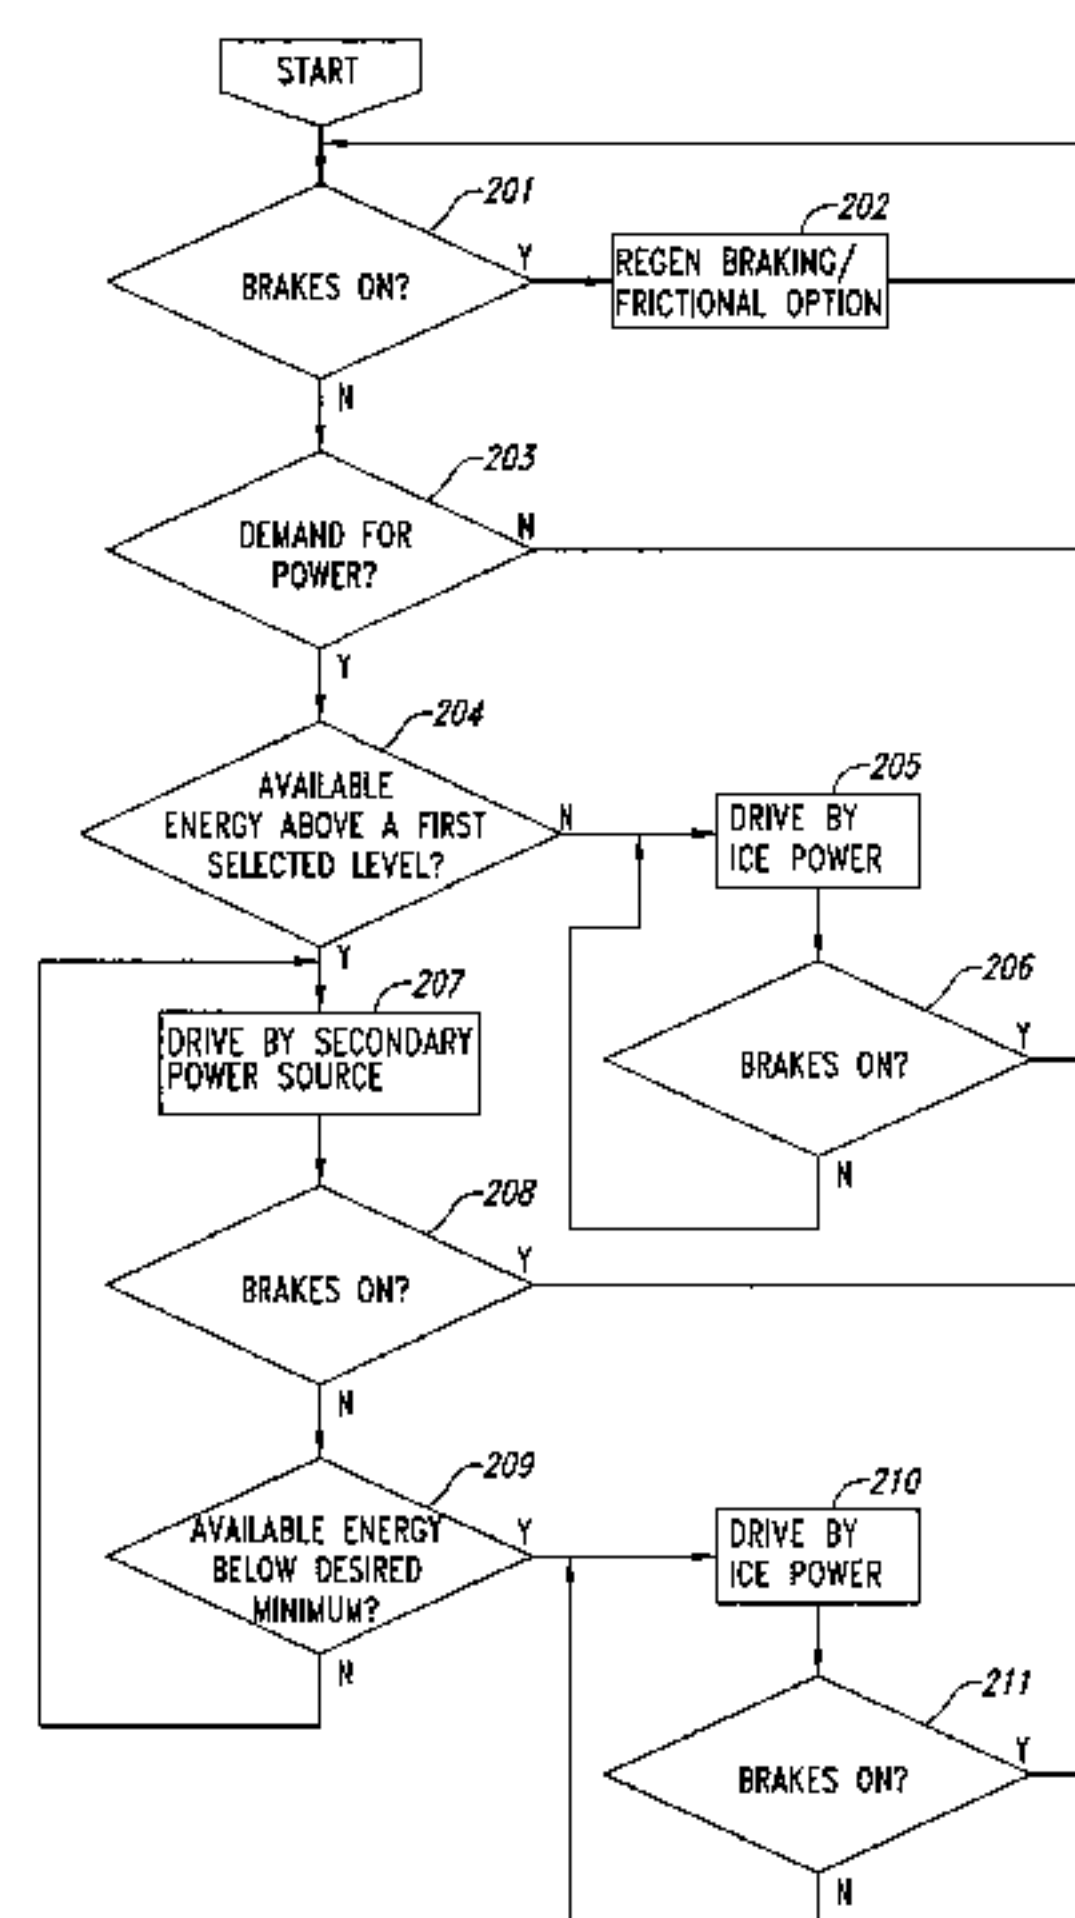 START
201
BRAKES ON?
Y
N
202
REGEN BRAKING/
FRICTIONAL OPTION
203
DEMAND FOR
POWER?
N
Y
204
AVAILABLE
ENERGY ABOVE A FIRST
SELECTED LEVEL?
N
Y
205
DRIVE BY
ICE POWER
206
BRAKES ON?
Y
N
207
DRIVE BY SECONDARY
POWER SOURCE
208
BRAKES ON?
Y
N
209
AVAILABLE ENERGY
BELOW DESIRED
MINIMUM?
Y
N
210
DRIVE BY
ICE POWER
211
BRAKES ON?
Y
N